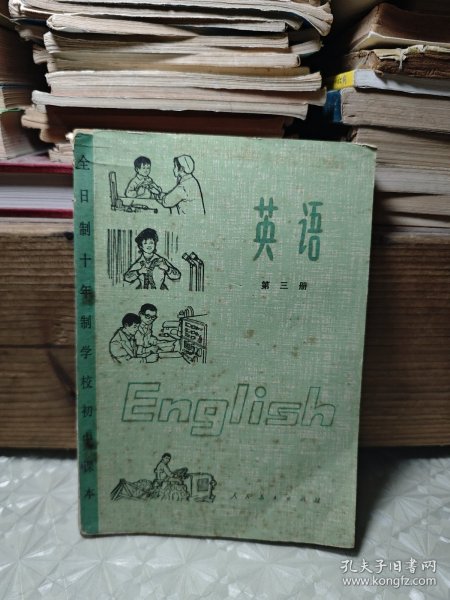 全日制十年制学校初中课本
英语
第三册
English
人民教育出版社
孔夫子旧书网
www.kongfz.com